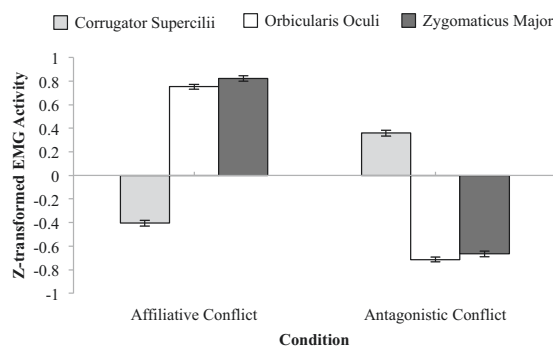 Corrugator Supercilii Orbicularis Oculi Zygomaticus Major
Z-transformed EMG Activity
1
0.8
0.6
0.4
0.2
0
-0.2
-0.4
-0.6
-0.8
-1
Affiliative Conflict Antagonistic Conflict
Condition